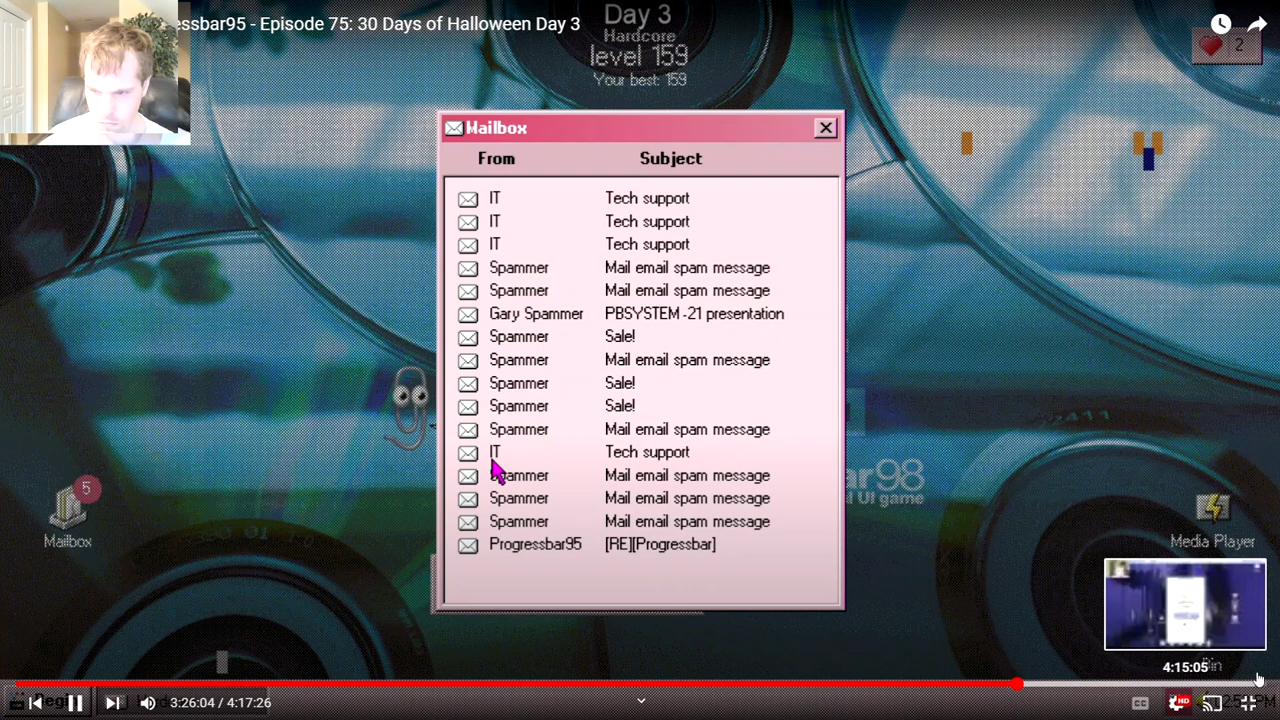 essbar95 - Episode 75: 30 Days of Halloween Day 3
Day 3
Hardcore
level 159
Your best: 159
2
Mailbox
From Subject
IT Tech support
IT Tech support
IT Tech support
Spammer Mail email spam message
Spammer Mail email spam message
Gary Spammer PBSYSTEM-21 presentation
Spammer Sale!
Spammer Mail email spam message
Spammer Sale!
Spammer Sale!
Spammer Mail email spam message
IT Tech support
Spammer Mail email spam message
Spammer Mail email spam message
Spammer Mail email spam message
Progressbar95 [RE][Progressbar]
bar98
UI game
5
Mailbox
Media Player
4:15:05
3:26:04 / 4:17:26
CC
HD